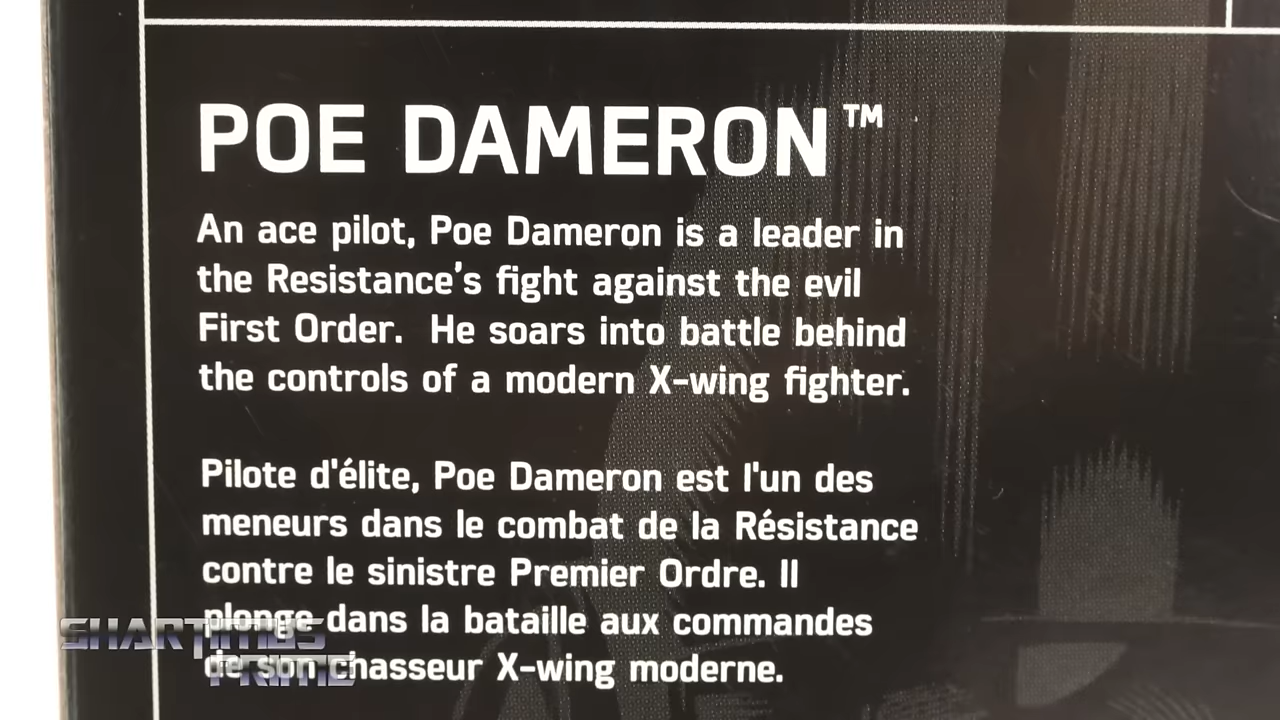 POE DAMERON™
An ace pilot, Poe Dameron is a leader in
the Resistance's fight against the evil
First Order.  He soars into battle behind
the controls of a modern X-wing fighter.
Pilote d'élite, Poe Dameron est l'un des
meneurs dans le combat de la Résistance
contre le sinistre Premier Ordre. Il
plonge dans la bataille aux commandes
de son chasseur X-wing moderne.
SHARTIMUS
PRIME